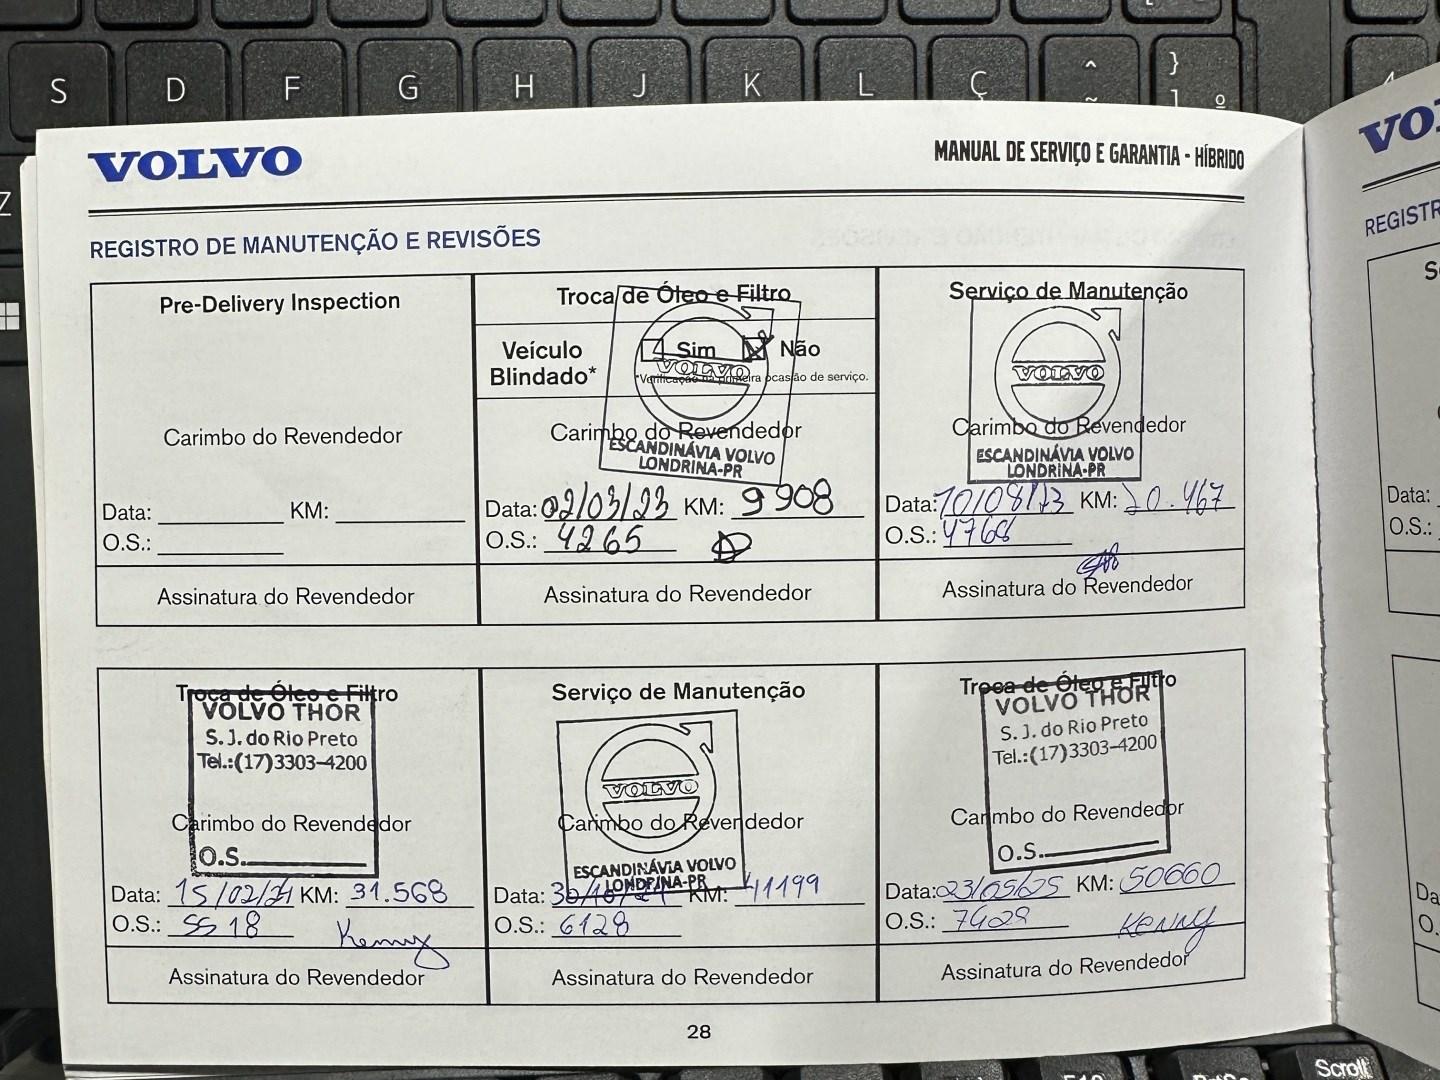 S D F G H J K L Ç ^ ~ } ] º
Z
VOLVO
MANUAL DE SERVIÇO E GARANTIA - HÍBRIDO
REGISTRO DE MANUTENÇÃO E REVISÕES
Pre-Delivery Inspection
Carimbo do Revendedor
Data: KM:
O.S.:
Assinatura do Revendedor
Troca de Óleo e Filtro
Veículo Blindado* Sim Não
*Verificação na primeira ocasião de serviço.
VOLVO
Carimbo do Revendedor
ESCANDINÁVIA VOLVO
LONDRINA-PR
Data: 02/03/23 KM: 9908
O.S.: 4265
Assinatura do Revendedor
Serviço de Manutenção
VOLVO
Carimbo do Revendedor
ESCANDINÁVIA VOLVO
LONDRINA-PR
Data: 10/08/23 KM: 20.467
O.S.: 4768
Assinatura do Revendedor
Troca de Óleo e Filtro
VOLVO THOR
S. J. do Rio Preto
Tel.:(17)3303-4200
Carimbo do Revendedor
O.S.
Data: 15/02/24 KM: 31.568
O.S.: 5518
Kenny
Assinatura do Revendedor
Serviço de Manutenção
VOLVO
Carimbo do Revendedor
ESCANDINÁVIA VOLVO
LONDRINA-PR
Data: 30/10/24 KM: 41199
O.S.: 6128
Assinatura do Revendedor
Troca de Óleo e Filtro
VOLVO THOR
S. J. do Rio Preto
Tel.:(17)3303-4200
Carimbo do Revendedor
O.S.
Data: 23/05/25 KM: 50660
O.S.: 7429
KENNY
Assinatura do Revendedor
28
Data:
O.S.:
Scroll